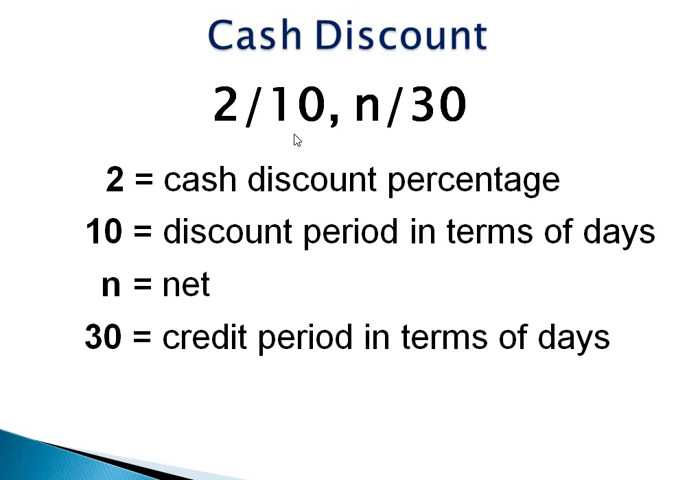 Cash Discount
2/10, n/30
2 = cash discount percentage
10 = discount period in terms of days
n = net
30 = credit period in terms of days